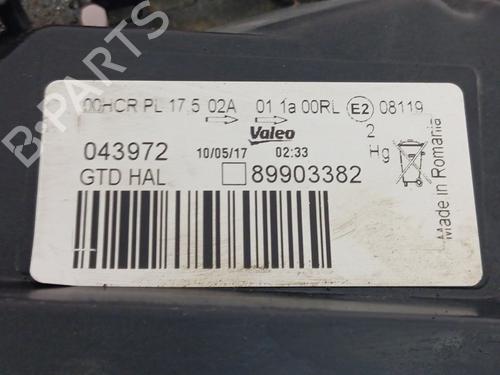 00HCR PL 17.5 02A 01 1a 00RL E2 08119
Valeo
2
043972 10/05/17 02:33 Hg
GTD HAL 89903382
Made in Romania
B-PARTS